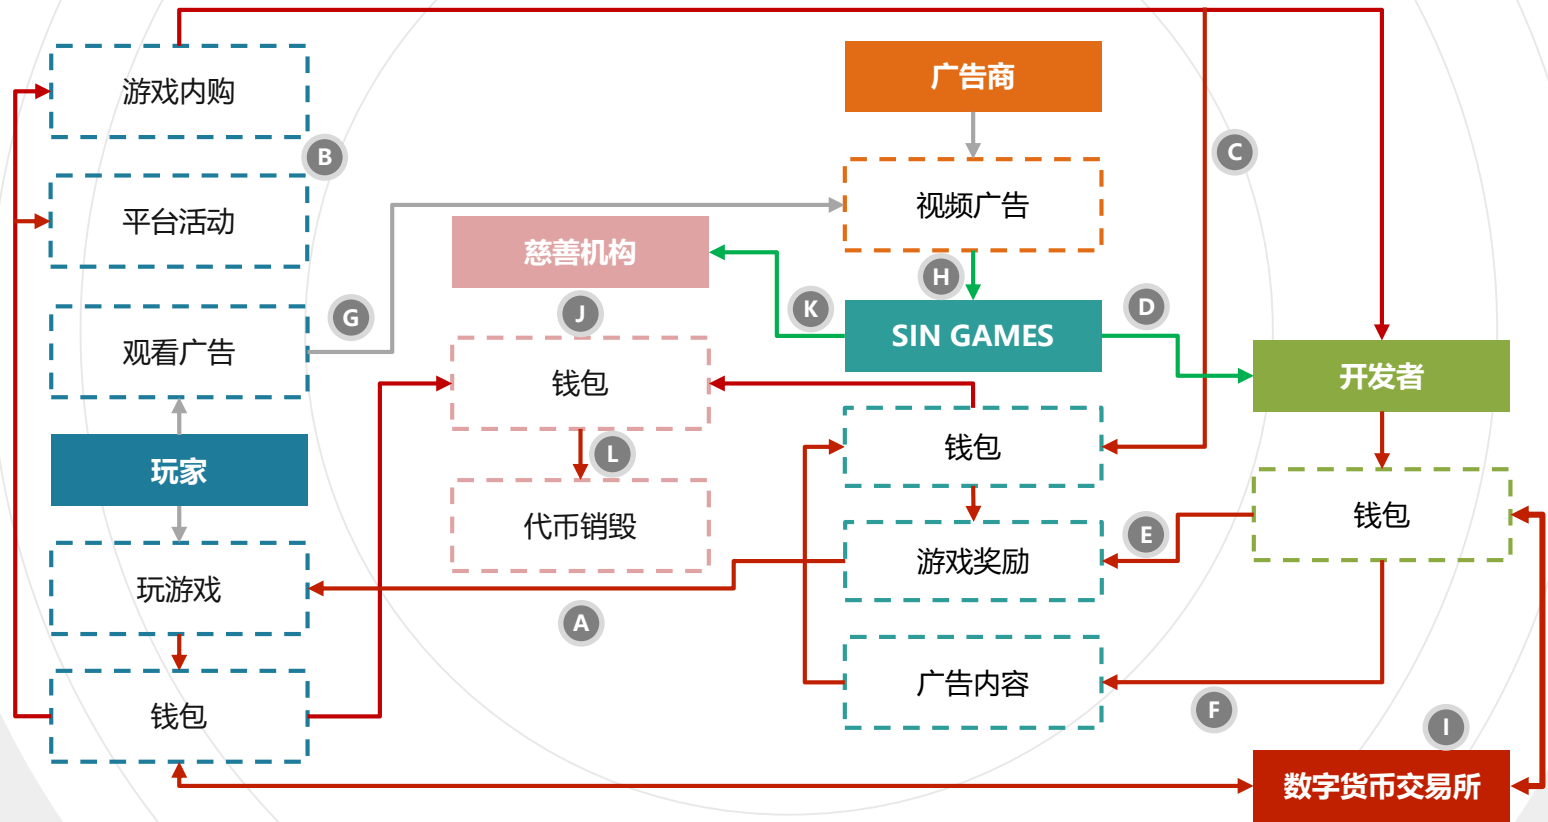 游戏内购
广告商
B
C
平台活动
视频广告
慈善机构
H
G
J
K
D
SIN GAMES
观看广告
钱包
开发者
L
钱包
玩家
代币销毁
钱包
E
游戏奖励
玩游戏
A
广告内容
F
钱包
I
数字货币交易所